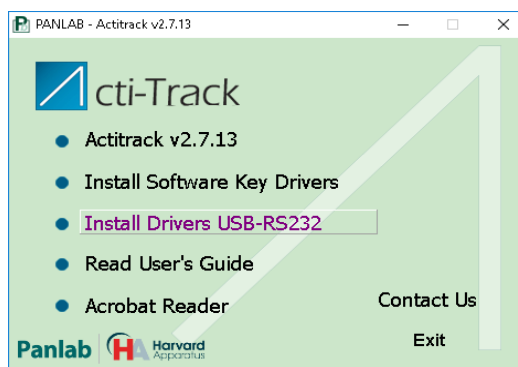 PANLAB - Actitrack v2.7.13
cti-Track
Actitrack v2.7.13
Install Software Key Drivers
Install Drivers USB-RS232
Read User's Guide
Acrobat Reader
Contact Us
Exit
Panlab HA Harvard
Apparatus